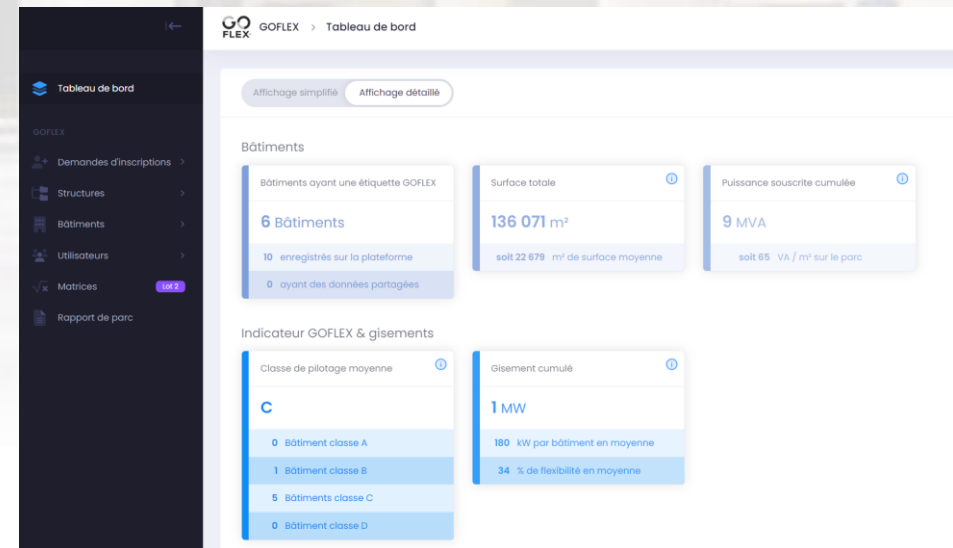 GO
FLEX
GOFLEX > Tableau de bord
Tableau de bord
GOFLEX
Demandes d'inscriptions >
Structures >
Bâtiments >
Utilisateurs >
Matrices Lot 2
Rapport de parc
Affichage simplifié Affichage détaillé
Bâtiments
Bâtiments ayant une étiquette GOFLEX
6 Bâtiments
10 enregistrés sur la plateforme
0 ayant des données partagées
Surface totale
136 071 m²
soit 22 679 m² de surface moyenne
Puissance souscrite cumulée
9 MVA
soit 65 VA / m² sur le parc
Indicateur GOFLEX & gisements
Classe de pilotage moyenne
C
0 Bâtiment classe A
1 Bâtiment classe B
5 Bâtiments classe C
0 Bâtiment classe D
Gisement cumulé
1 MW
180 kW par bâtiment en moyenne
34 % de flexibilité en moyenne